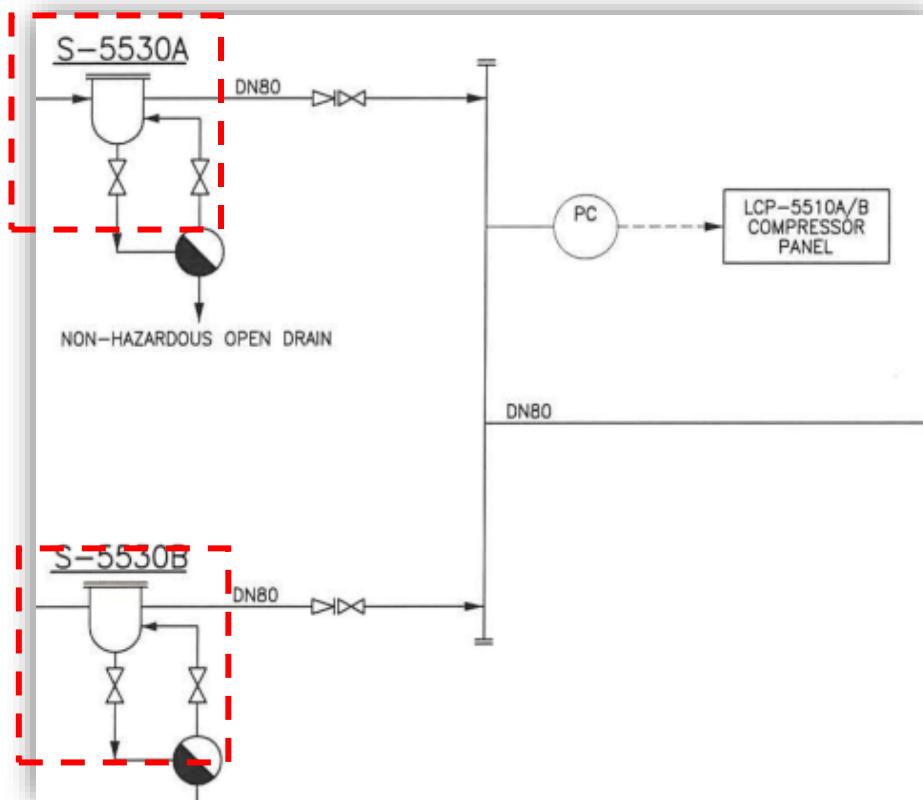 S-5530A
DN80
PC
LCP-5510A/B
COMPRESSOR
PANEL
NON-HAZARDOUS OPEN DRAIN
DN80
S-5530B
DN80